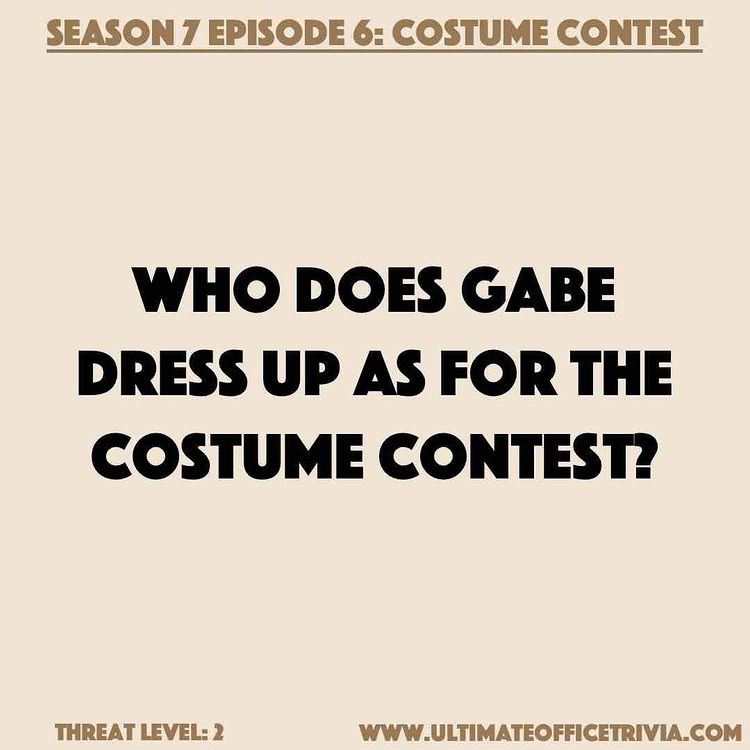 SEASON 7 EPISODE 6: COSTUME CONTEST
WHO DOES GABE
DRESS UP AS FOR THE
COSTUME CONTEST?
THREAT LEVEL: 2
WWW.ULTIMATEOFFICETRIVIA.COM